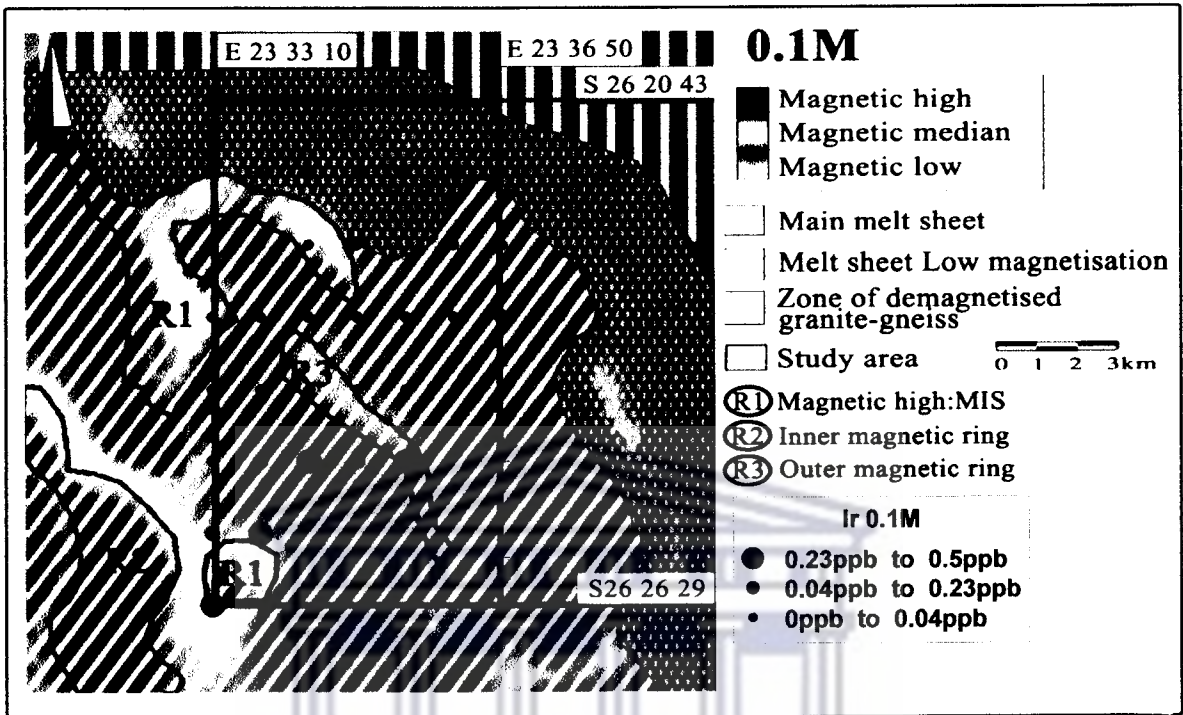 E 23 33 10
E 23 36 50
S 26 20 43
R1
R3
R1
S26 26 29
0.1M
Magnetic high
Magnetic median
Magnetic low
Main melt sheet
Melt sheet Low magnetisation
Zone of demagnetised
granite-gneiss
Study area
0 1 2 3km
R1 Magnetic high:MIS
R2 Inner magnetic ring
R3 Outer magnetic ring
Ir 0.1M
0.23ppb to 0.5ppb
0.04ppb to 0.23ppb
0ppb to 0.04ppb